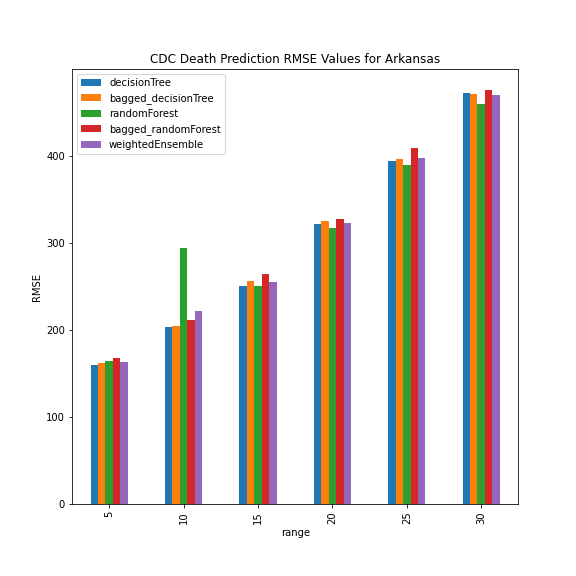 CDC Death Prediction RMSE Values for Arkansas
decisionTree
bagged_decisionTree
randomForest
bagged_randomForest
weightedEnsemble
400
300
200
100
0
RMSE
5
10
15
20
25
30
range